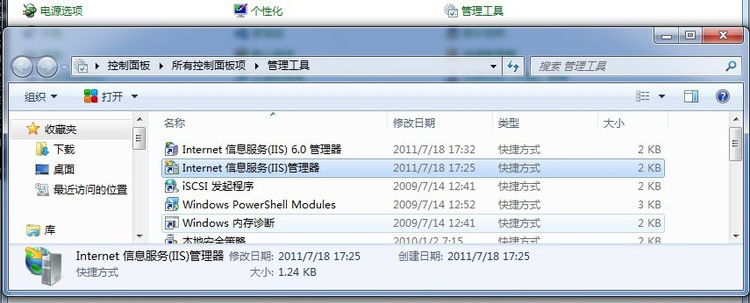 电源选项 个性化 管理工具
控制面板 所有控制面板项 管理工具 搜索 管理工具
组织 打开
收藏夹
下载
桌面
最近访问的位置
库
名称 修改日期 类型 大小
Internet 信息服务(IIS) 6.0 管理器 2011/7/18 17:32 快捷方式 2 KB
Internet 信息服务(IIS)管理器 2011/7/18 17:25 快捷方式 2 KB
iSCSI 发起程序 2009/7/14 12:41 快捷方式 2 KB
Windows PowerShell Modules 2009/7/14 12:52 快捷方式 3 KB
Windows 内存诊断 2009/7/14 12:41 快捷方式 2 KB
本地安全策略 2010/1/2 7:15 快捷方式 2 KB
Internet 信息服务(IIS)管理器 修改日期: 2011/7/18 17:25 创建日期: 2011/7/18 17:25
快捷方式 大小: 1.24 KB